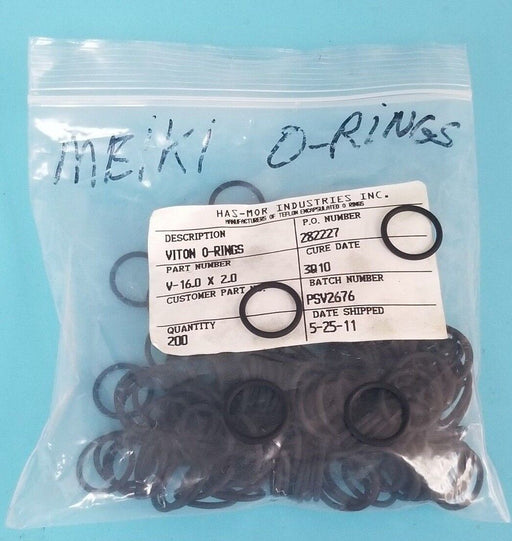 MEiKi O-RiNGS
HAS-MOR INDUSTRIES INC.
MANUFACTURERS OF TEFLON ENCAPSULATED O RINGS
DESCRIPTION
VITON O-RINGS
PART NUMBER
V-16.0 X 2.0
CUSTOMER PART
QUANTITY
200
P.O. NUMBER
282227
CURE DATE
3Q10
BATCH NUMBER
PSV2676
DATE SHIPPED
5-25-11